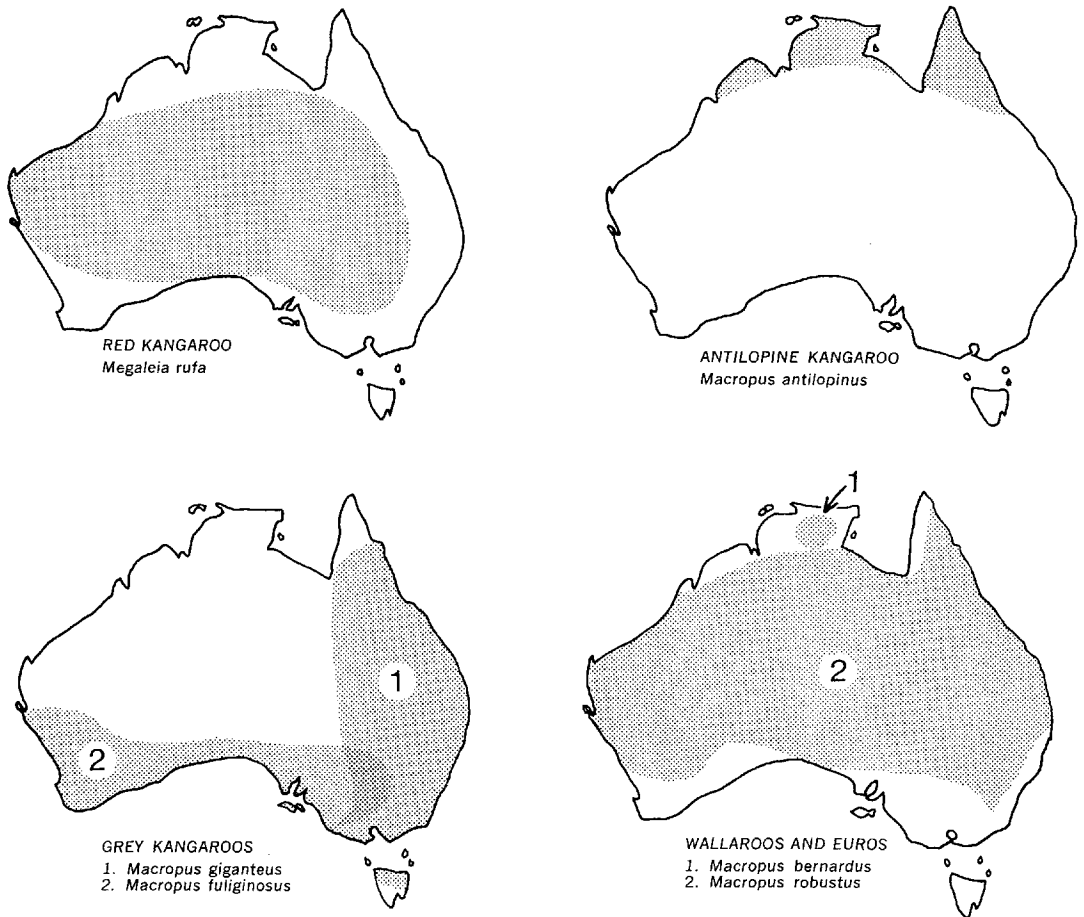 RED KANGAROO
Megaleia rufa
ANTILOPINE KANGAROO
Macropus antilopinus
1
2
GREY KANGAROOS
1. Macropus giganteus
2. Macropus fuliginosus
1
2
WALLAROOS AND EUROS
1. Macropus bernardus
2. Macropus robustus